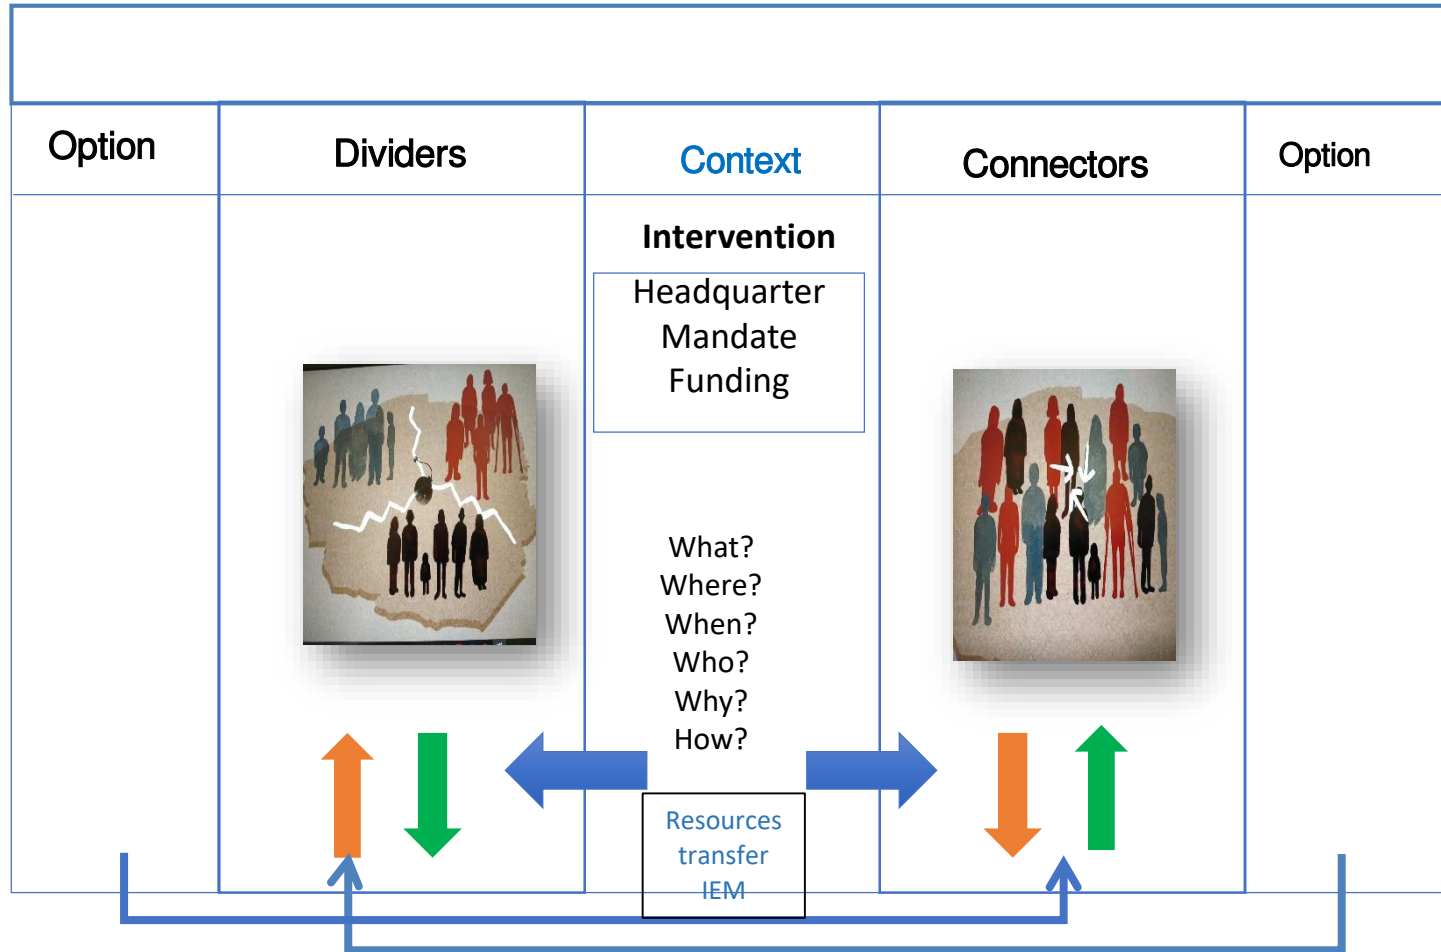 Option
Dividers
Context
Connectors
Option
Intervention
Headquarter
Mandate
Funding
What?
Where?
When?
Who?
Why?
How?
Resources
transfer
IEM